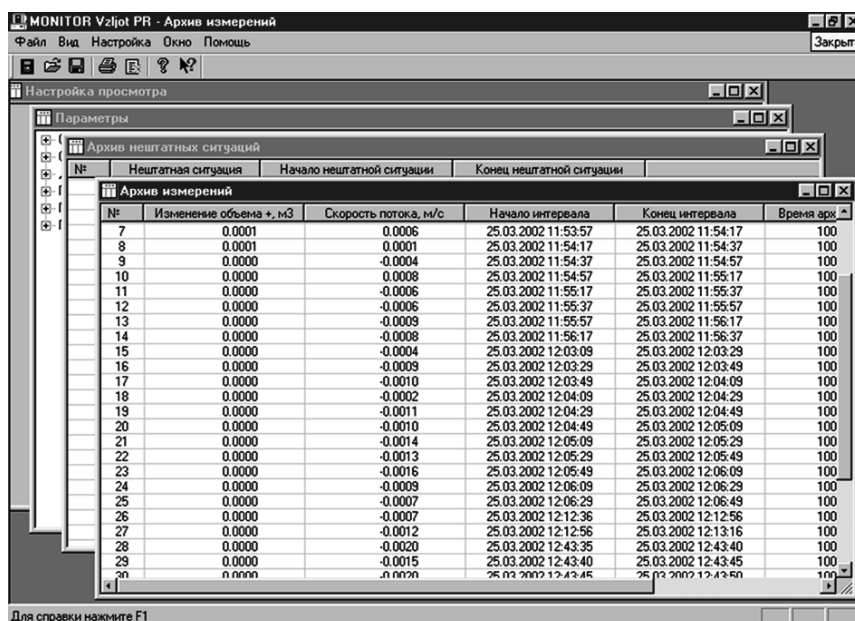 MONITOR Vzljot PR - Архив измерений
Файл Вид Настройка Окно Помощь
Закрыт
Настройка просмотра
Параметры
Архив нештатных ситуаций
№ Нештатная ситуация Начало нештатной ситуации Конец нештатной ситуации
Архив измерений
№ Изменение объема +, м3 Скорость потока, м/с Начало интервала Конец интервала Время арх
7 0.0001 0.0006 25.03.2002 11:53:57 25.03.2002 11:54:17 100
8 0.0001 0.0001 25.03.2002 11:54:17 25.03.2002 11:54:37 100
9 0.0000 -0.0004 25.03.2002 11:54:37 25.03.2002 11:54:57 100
10 0.0000 0.0008 25.03.2002 11:54:57 25.03.2002 11:55:17 100
11 0.0000 -0.0006 25.03.2002 11:55:17 25.03.2002 11:55:37 100
12 0.0000 -0.0006 25.03.2002 11:55:37 25.03.2002 11:55:57 100
13 0.0000 -0.0009 25.03.2002 11:55:57 25.03.2002 11:56:17 100
14 0.0000 -0.0008 25.03.2002 11:56:17 25.03.2002 11:56:37 100
15 0.0000 -0.0004 25.03.2002 12:03:09 25.03.2002 12:03:29 100
16 0.0000 -0.0009 25.03.2002 12:03:29 25.03.2002 12:03:49 100
17 0.0000 -0.0010 25.03.2002 12:03:49 25.03.2002 12:04:09 100
18 0.0000 -0.0002 25.03.2002 12:04:09 25.03.2002 12:04:29 100
19 0.0000 -0.0011 25.03.2002 12:04:29 25.03.2002 12:04:49 100
20 0.0000 -0.0010 25.03.2002 12:04:49 25.03.2002 12:05:09 100
21 0.0000 -0.0014 25.03.2002 12:05:09 25.03.2002 12:05:29 100
22 0.0000 -0.0013 25.03.2002 12:05:29 25.03.2002 12:05:49 100
23 0.0000 -0.0016 25.03.2002 12:05:49 25.03.2002 12:06:09 100
24 0.0000 -0.0009 25.03.2002 12:06:09 25.03.2002 12:06:29 100
25 0.0000 -0.0007 25.03.2002 12:06:29 25.03.2002 12:06:49 100
26 0.0000 -0.0007 25.03.2002 12:12:36 25.03.2002 12:12:56 100
27 0.0000 -0.0012 25.03.2002 12:12:56 25.03.2002 12:13:16 100
28 0.0000 -0.0020 25.03.2002 12:43:35 25.03.2002 12:43:40 100
29 0.0000 -0.0015 25.03.2002 12:43:40 25.03.2002 12:43:45 100
30 0.0000 -0.0020 25.03.2002 12:43:45 25.03.2002 12:43:50 100
Для справки нажмите F1